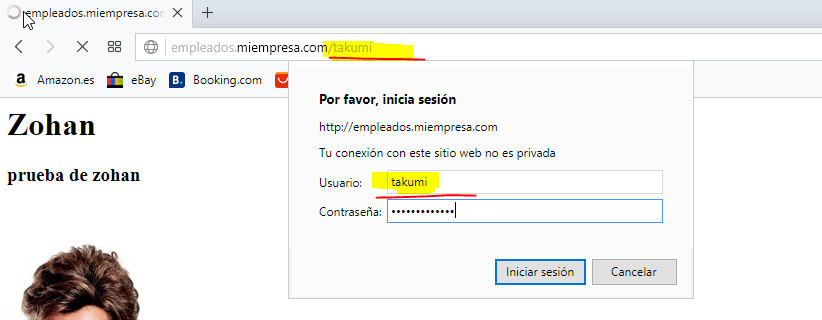 empleados.miempresa.con
empleados.miempresa.com/takumi
a Amazon.es eBay B. Booking.com
Zohan
prueba de zohan
Por favor, inicia sesión
http://empleados.miempresa.com
Tu conexión con este sitio web no es privada
Usuario: takumi
Contraseña: •••••••••••••
Iniciar sesión Cancelar